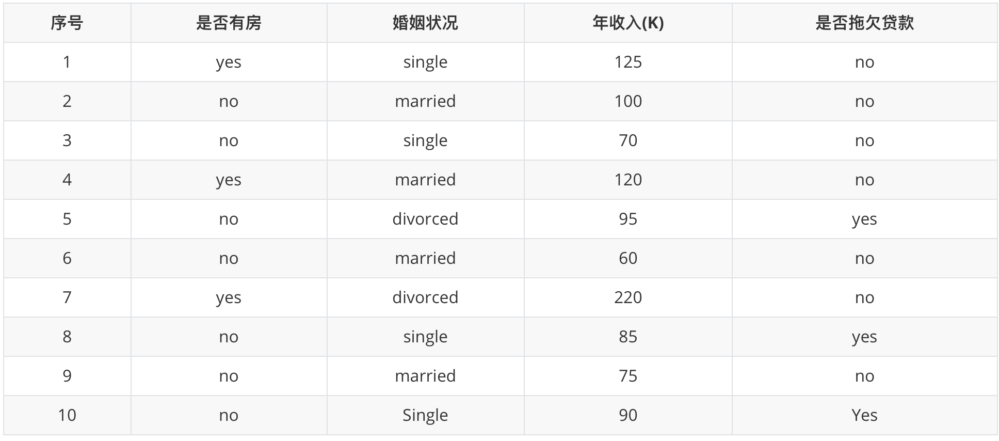 序号 是否有房 婚姻状况 年收入(K) 是否拖欠贷款
1 yes single 125 no
2 no married 100 no
3 no single 70 no
4 yes married 120 no
5 no divorced 95 yes
6 no married 60 no
7 yes divorced 220 no
8 no single 85 yes
9 no married 75 no
10 no Single 90 Yes